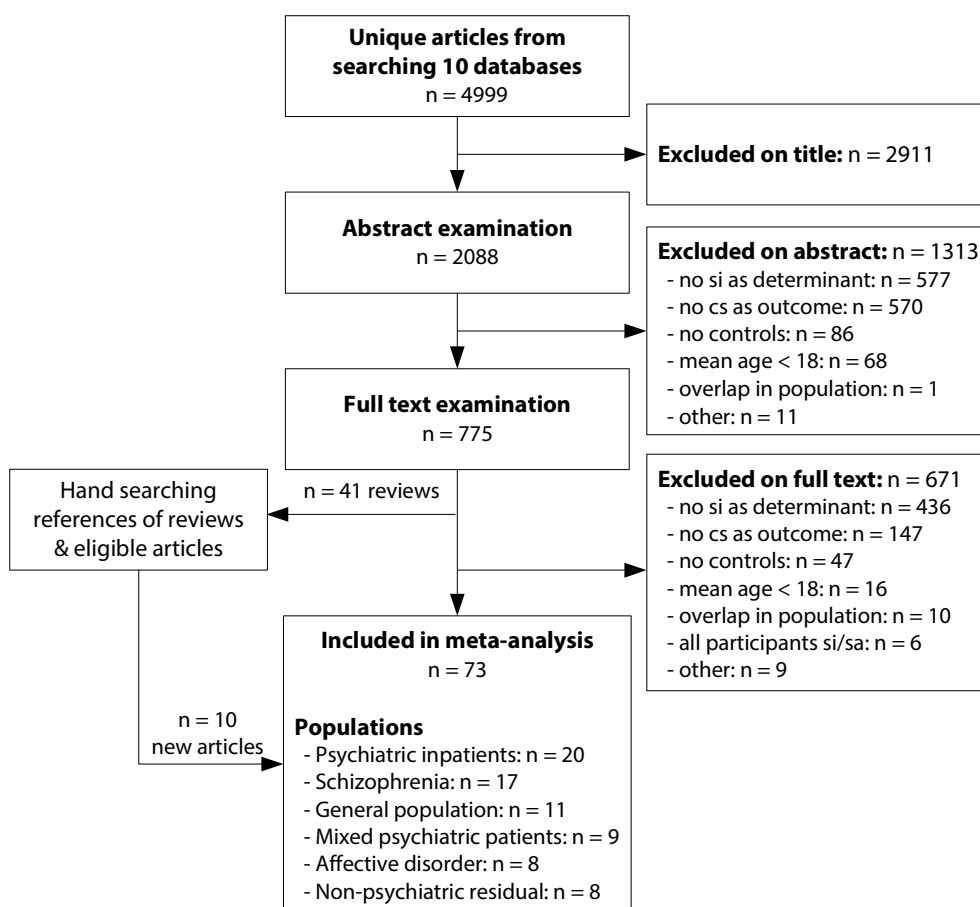 Unique articles from
searching 10 databases
n = 4999
Excluded on title: n = 2911
Abstract examination
n = 2088
Excluded on abstract: n = 1313
- no si as determinant: n = 577
- no cs as outcome: n = 570
- no controls: n = 86
- mean age < 18: n = 68
- overlap in population: n = 1
- other: n = 11
Full text examination
n = 775
n = 41 reviews
Hand searching
references of reviews
& eligible articles
Excluded on full text: n = 671
- no si as determinant: n = 436
- no cs as outcome: n = 147
- no controls: n = 47
- mean age < 18: n = 16
- overlap in population: n = 10
- all participants si/sa: n = 6
- other: n = 9
n = 10
new articles
Included in meta-analysis
n = 73
Populations
- Psychiatric inpatients: n = 20
- Schizophrenia: n = 17
- General population: n = 11
- Mixed psychiatric patients: n = 9
- Affective disorder: n = 8
- Non-psychiatric residual: n = 8